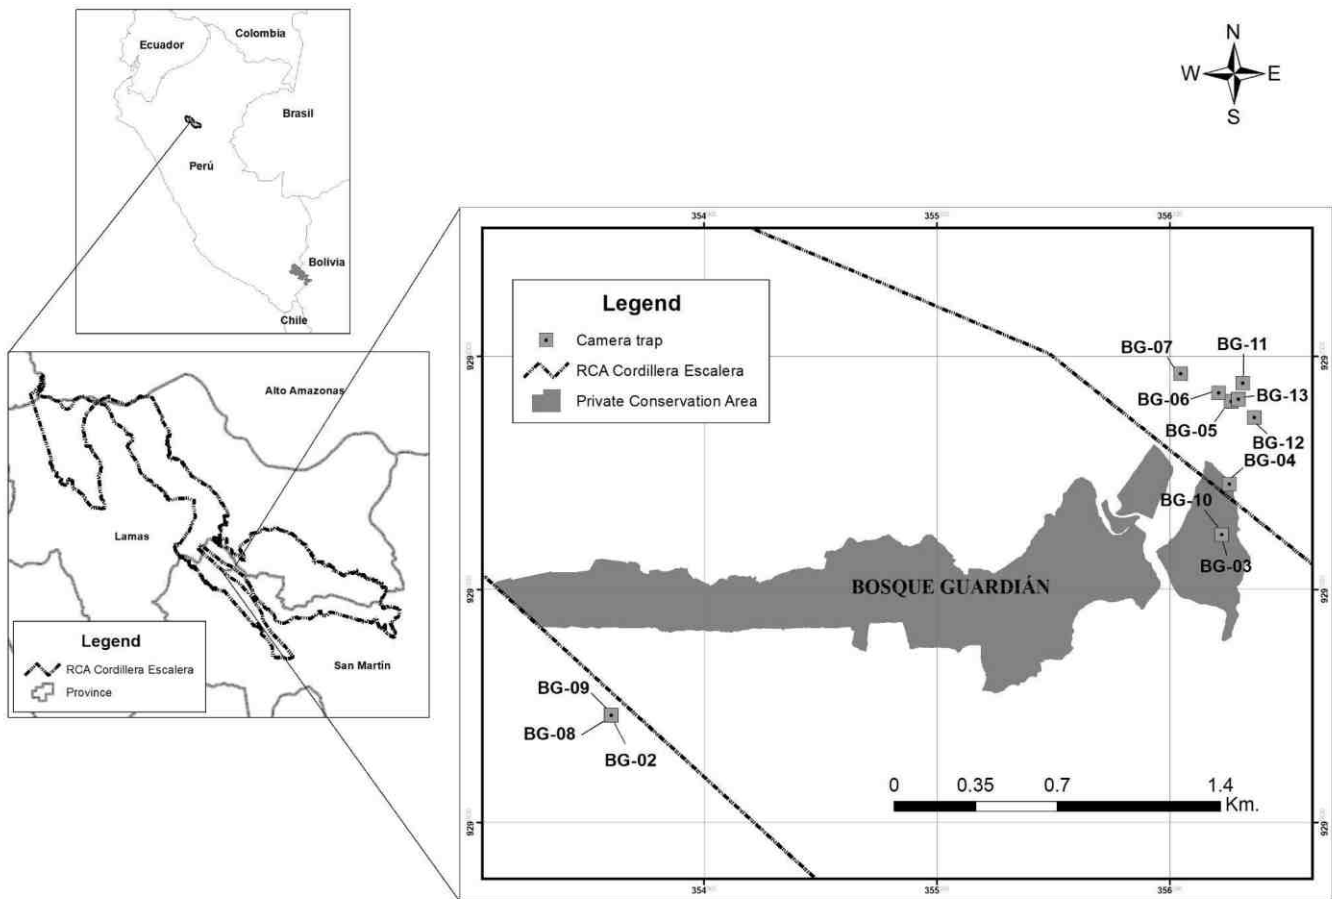 Ecuador
Colombia
Brasil
Perú
Bolivia
Chile
N
W E
S
Alto Amazonas
Lamas
San Martín
Legend
RCA Cordillera Escalera
Province
354
355
356
Legend
Camera trap
RCA Cordillera Escalera
Private Conservation Area
929
929
929
BG-07
BG-11
BG-06
BG-13
BG-05
BG-12
BG-04
BG-10
BG-03
BOSQUE GUARDIÁN
BG-09
BG-08
BG-02
0 0.35 0.7 1.4
Km.
929
929
929
354
355
356